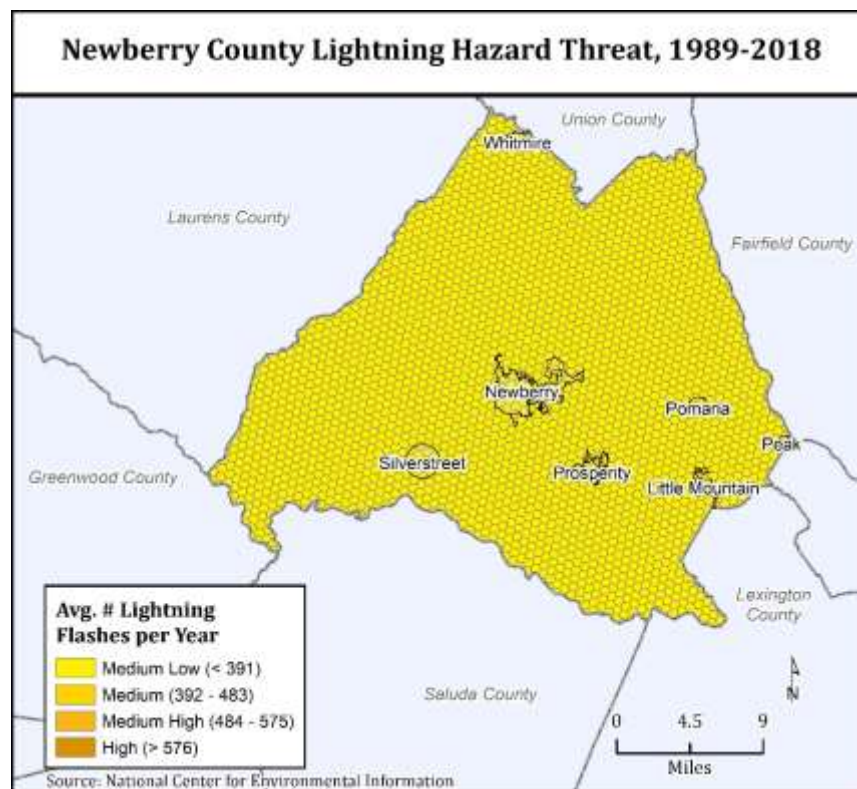 Newberry County Lightning Hazard Threat, 1989-2018
Union County
Whitmire
Laurens County
Fairfield County
Newberry
Pomaria
Peak
Silverstreet
Prosperity
Greenwood County
Little Mountain
Lexington
County
Avg. # Lightning
Flashes per Year
Medium Low (< 391)
Medium (392 - 483)
Medium High (484 - 575)
High (> 576)
Saluda County
N
0 4.5 9
Miles
Source: National Center for Environmental Information